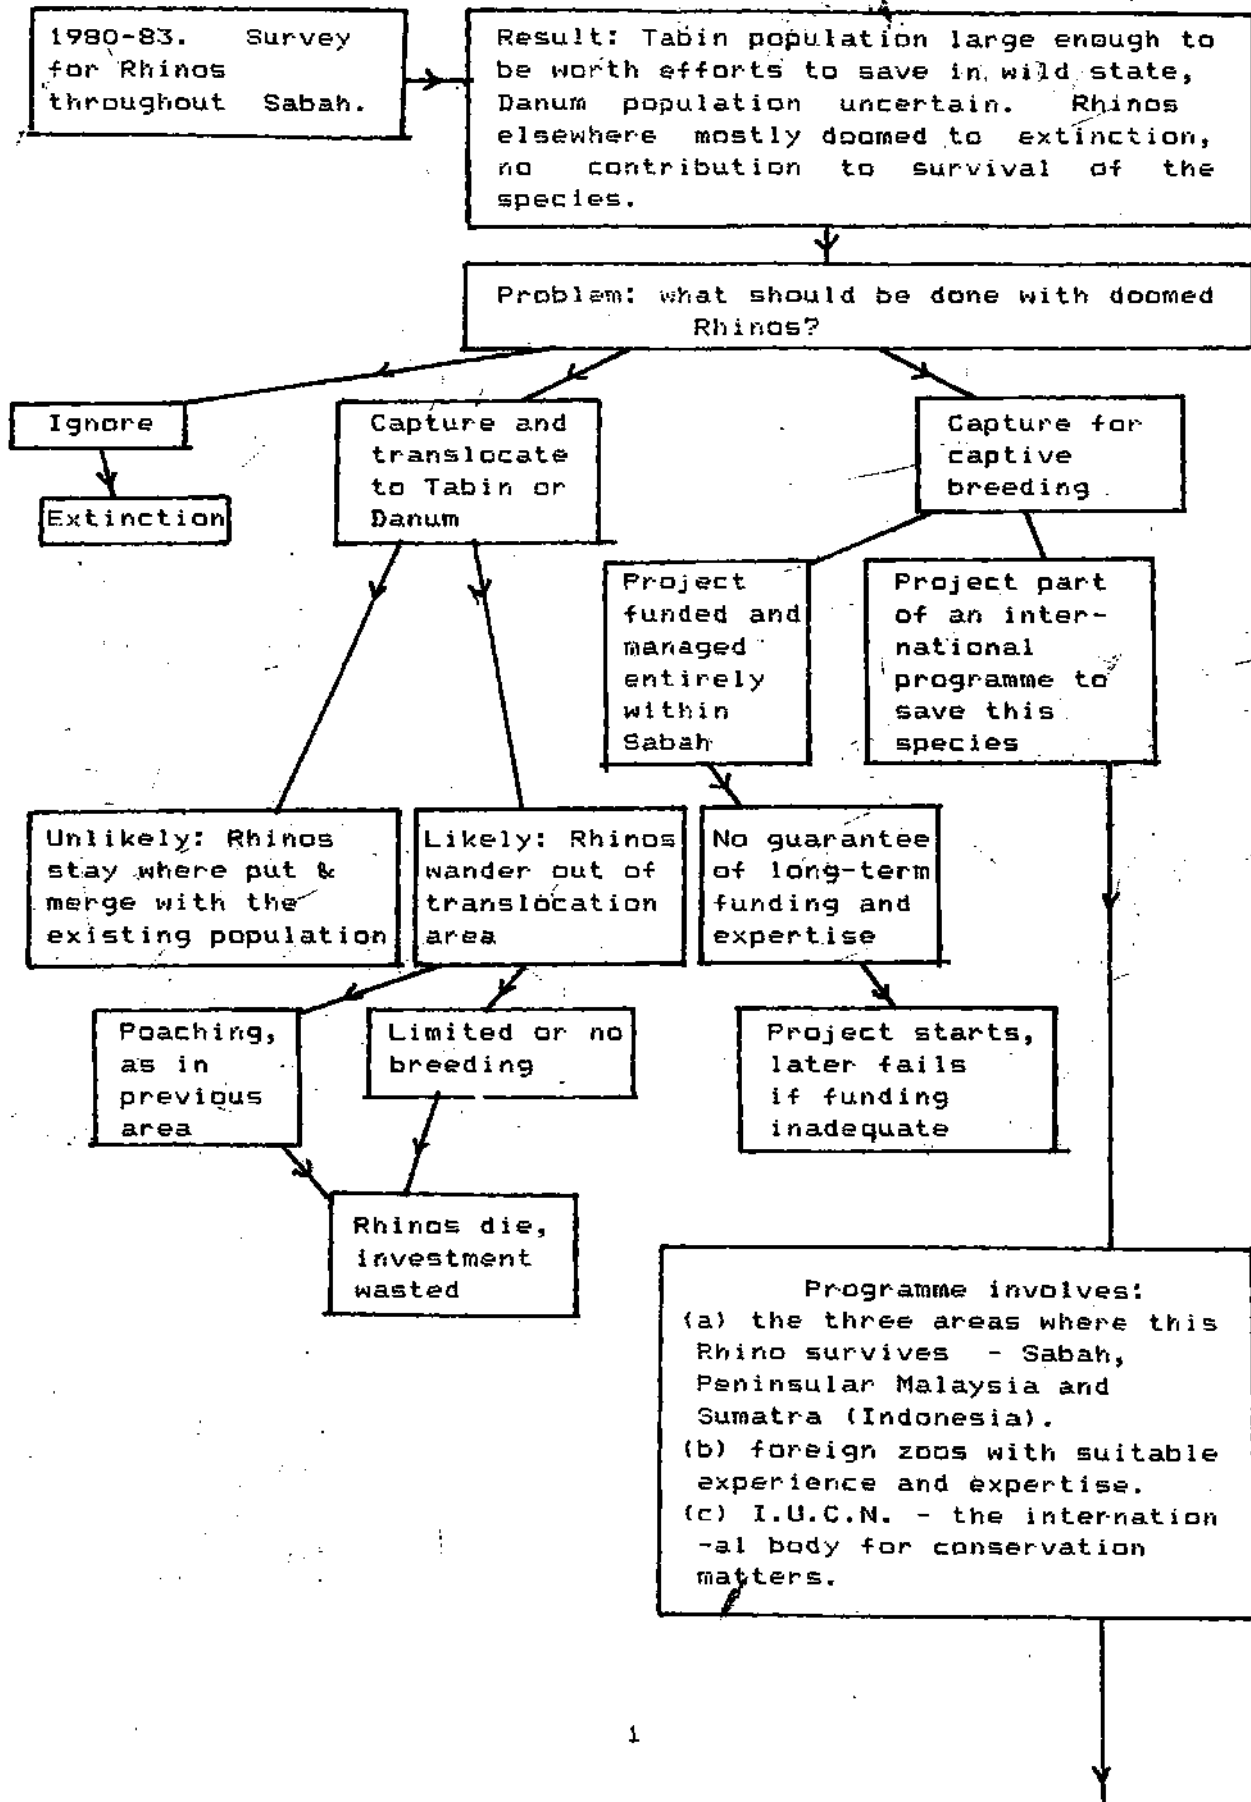 1980-83. Survey
for Rhinos
throughout Sabah.
Result: Tabin population large enough to
be worth efforts to save in wild state,
Danum population uncertain. Rhinos
elsewhere mostly doomed to extinction,
no contribution to survival of the
species.
Problem: what should be done with doomed
Rhinos?
Ignore
Extinction
Capture and
translocate
to Tabin or
Danum
Capture for
captive
breeding
Project
funded and
managed
entirely
within
Sabah
Project part
of an inter-
national
programme to
save this
species
Unlikely: Rhinos
stay where put &
merge with the
existing population
Likely: Rhinos
wander out of
translocation
area
No guarantee
of long-term
funding and
expertise
Poaching,
as in
previous
area
Limited or no
breeding
Project starts,
later fails
if funding
inadequate
Rhinos die,
investment
wasted
Programme involves:
(a) the three areas where this
Rhino survives - Sabah,
Peninsular Malaysia and
Sumatra (Indonesia).
(b) foreign zoos with suitable
experience and expertise.
(c) I.U.C.N. - the internation
-al body for conservation
matters.
1